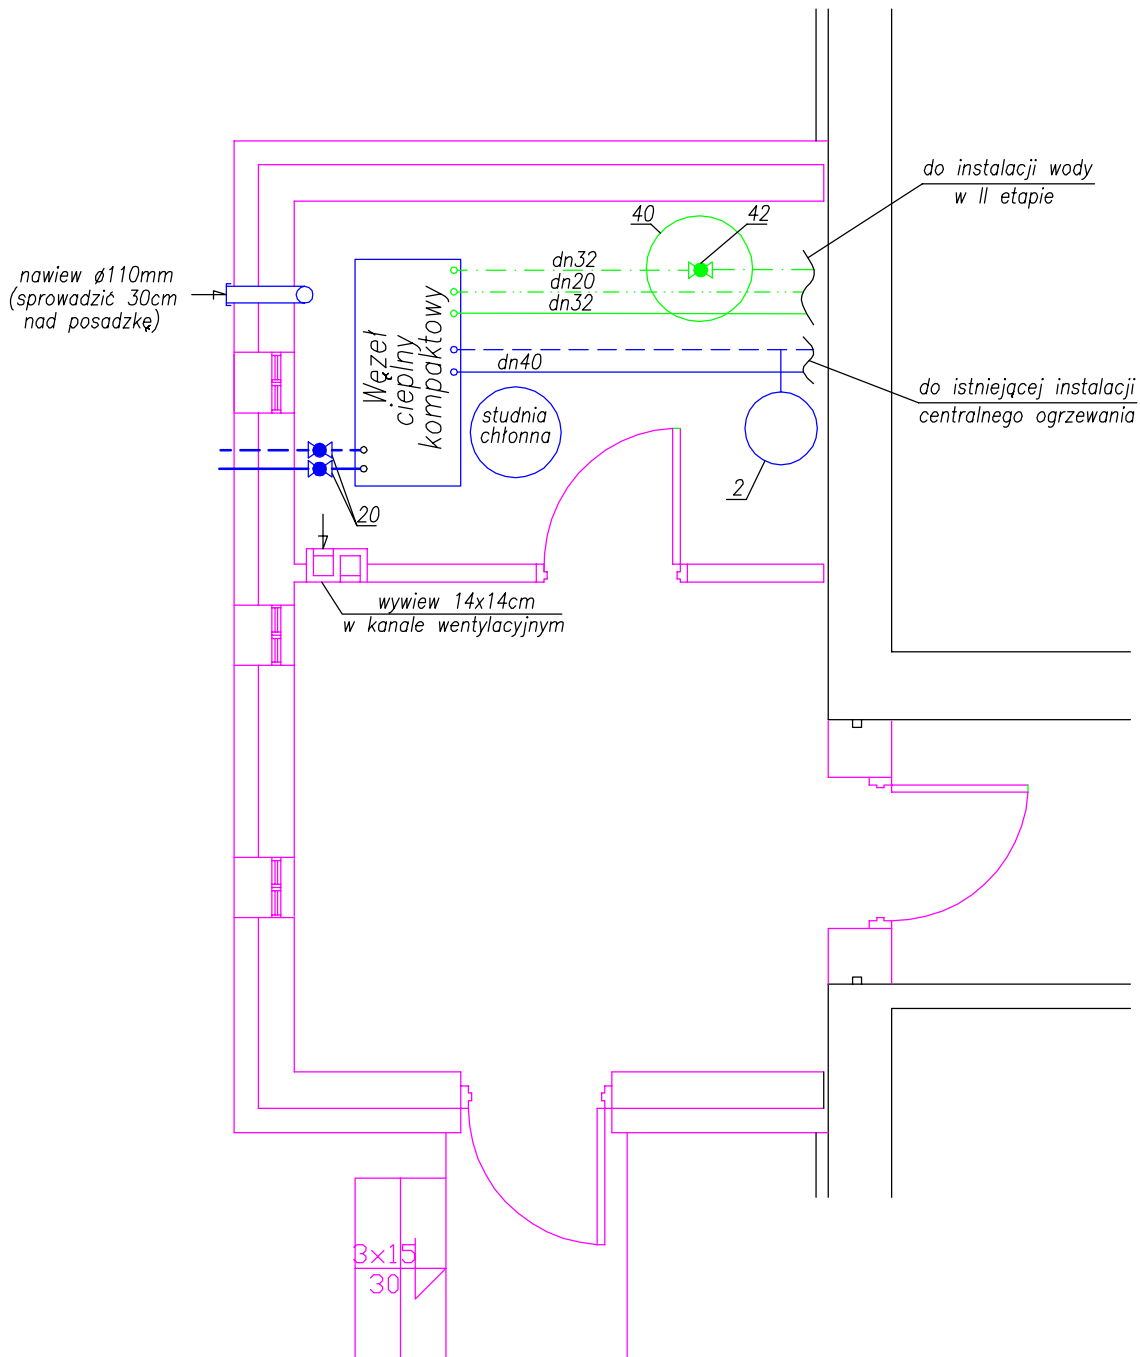 do instalacji wody
w II etapie
40
42
nawiew ø110mm
(sprowadzić 30cm
nad posadzkę)
dn32
dn20
dn32
dn40
Węzeł
cieplny
kompaktowy
studnia
chłonna
do istniejącej instalacji
centralnego ogrzewania
2
20
wywiew 14x14cm
w kanale wentylacyjnym
3x15
30